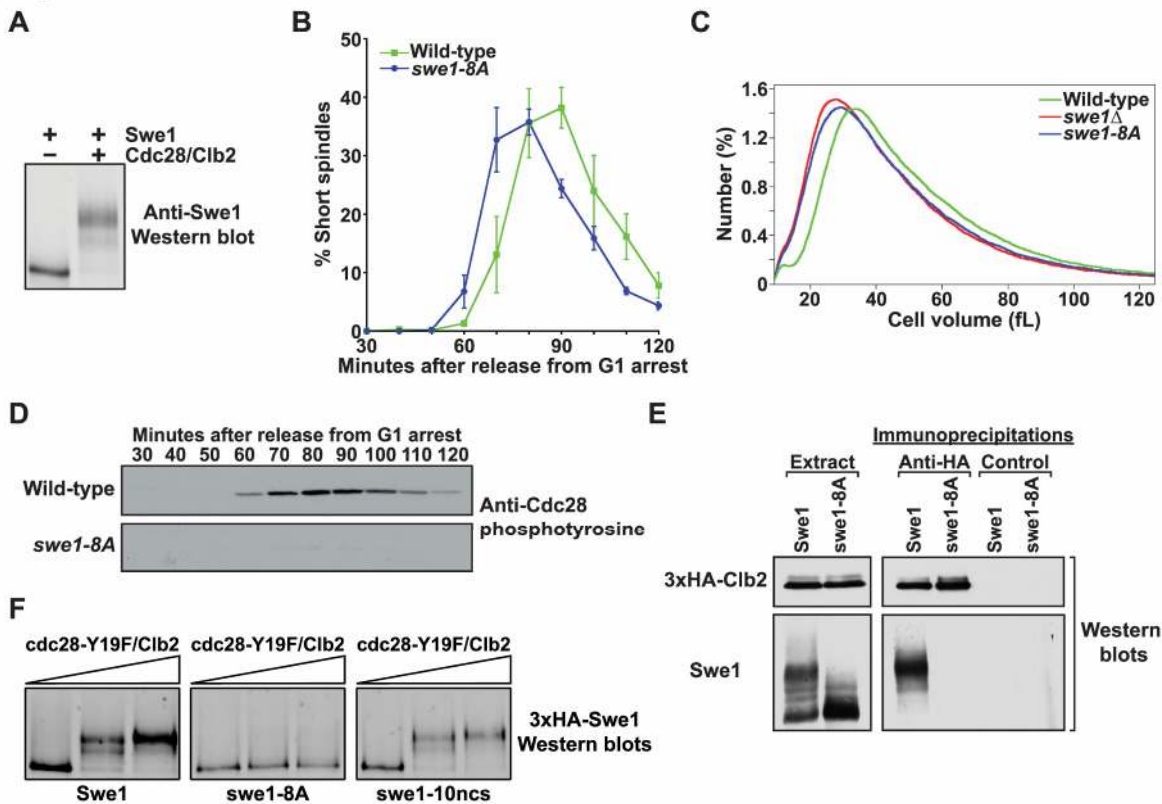 A
+ + Swe1
− + Cdc28/Clb2
Anti-Swe1
Western blot
B
Wild-type
swe1-8A
50
40
30
20
10
0
% Short spindles
30 60 90 120
Minutes after release from G1 arrest
C
Wild-type
swe1Δ
swe1-8A
1.6
1.2
0.8
0.4
0
Number (%)
20 40 60 80 100 120
Cell volume (fL)
D
Minutes after release from G1 arrest
30 40 50 60 70 80 90 100 110 120
Wild-type
swe1-8A
Anti-Cdc28
phosphotyrosine
E
Immunoprecipitations
Extract Anti-HA Control
Swe1 swe1-8A Swe1 swe1-8A Swe1 swe1-8A
3xHA-Clb2
Swe1
Western
blots
F
cdc28-Y19F/Clb2 cdc28-Y19F/Clb2 cdc28-Y19F/Clb2
3xHA-Swe1
Western blots
Swe1 swe1-8A swe1-10ncs